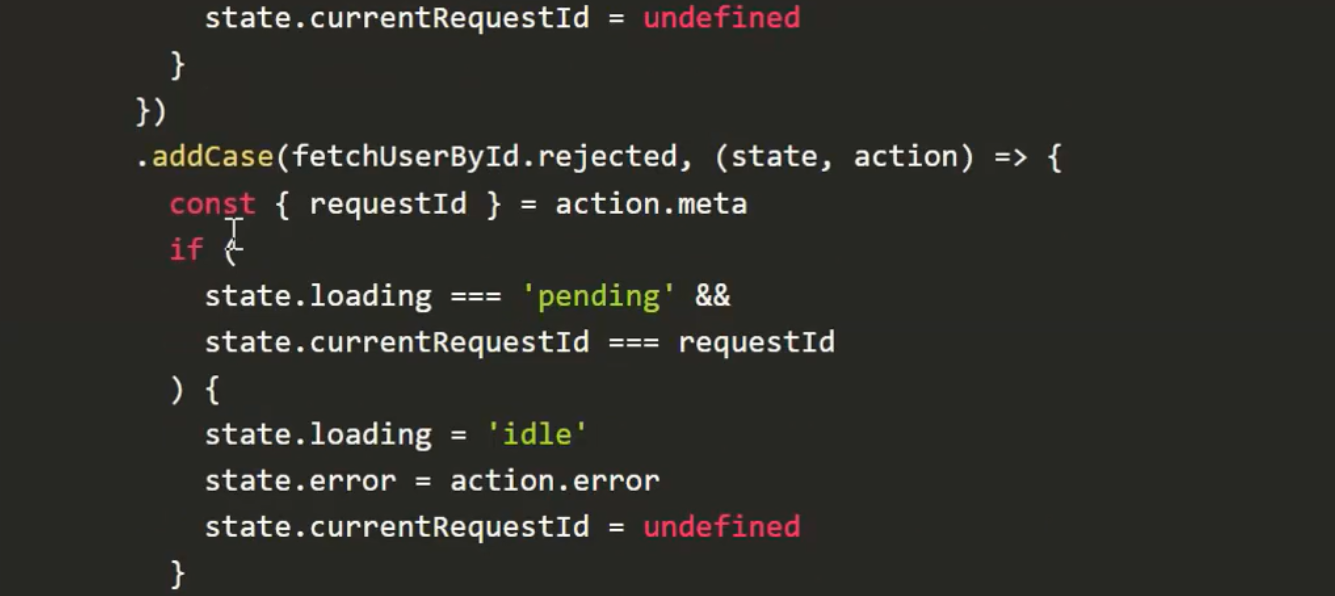 state.currentRequestId = undefined
}
})
.addCase(fetchUserById.rejected, (state, action) => {
const { requestId } = action.meta
if (
state.loading === 'pending' &&
state.currentRequestId === requestId
) {
state.loading = 'idle'
state.error = action.error
state.currentRequestId = undefined
}